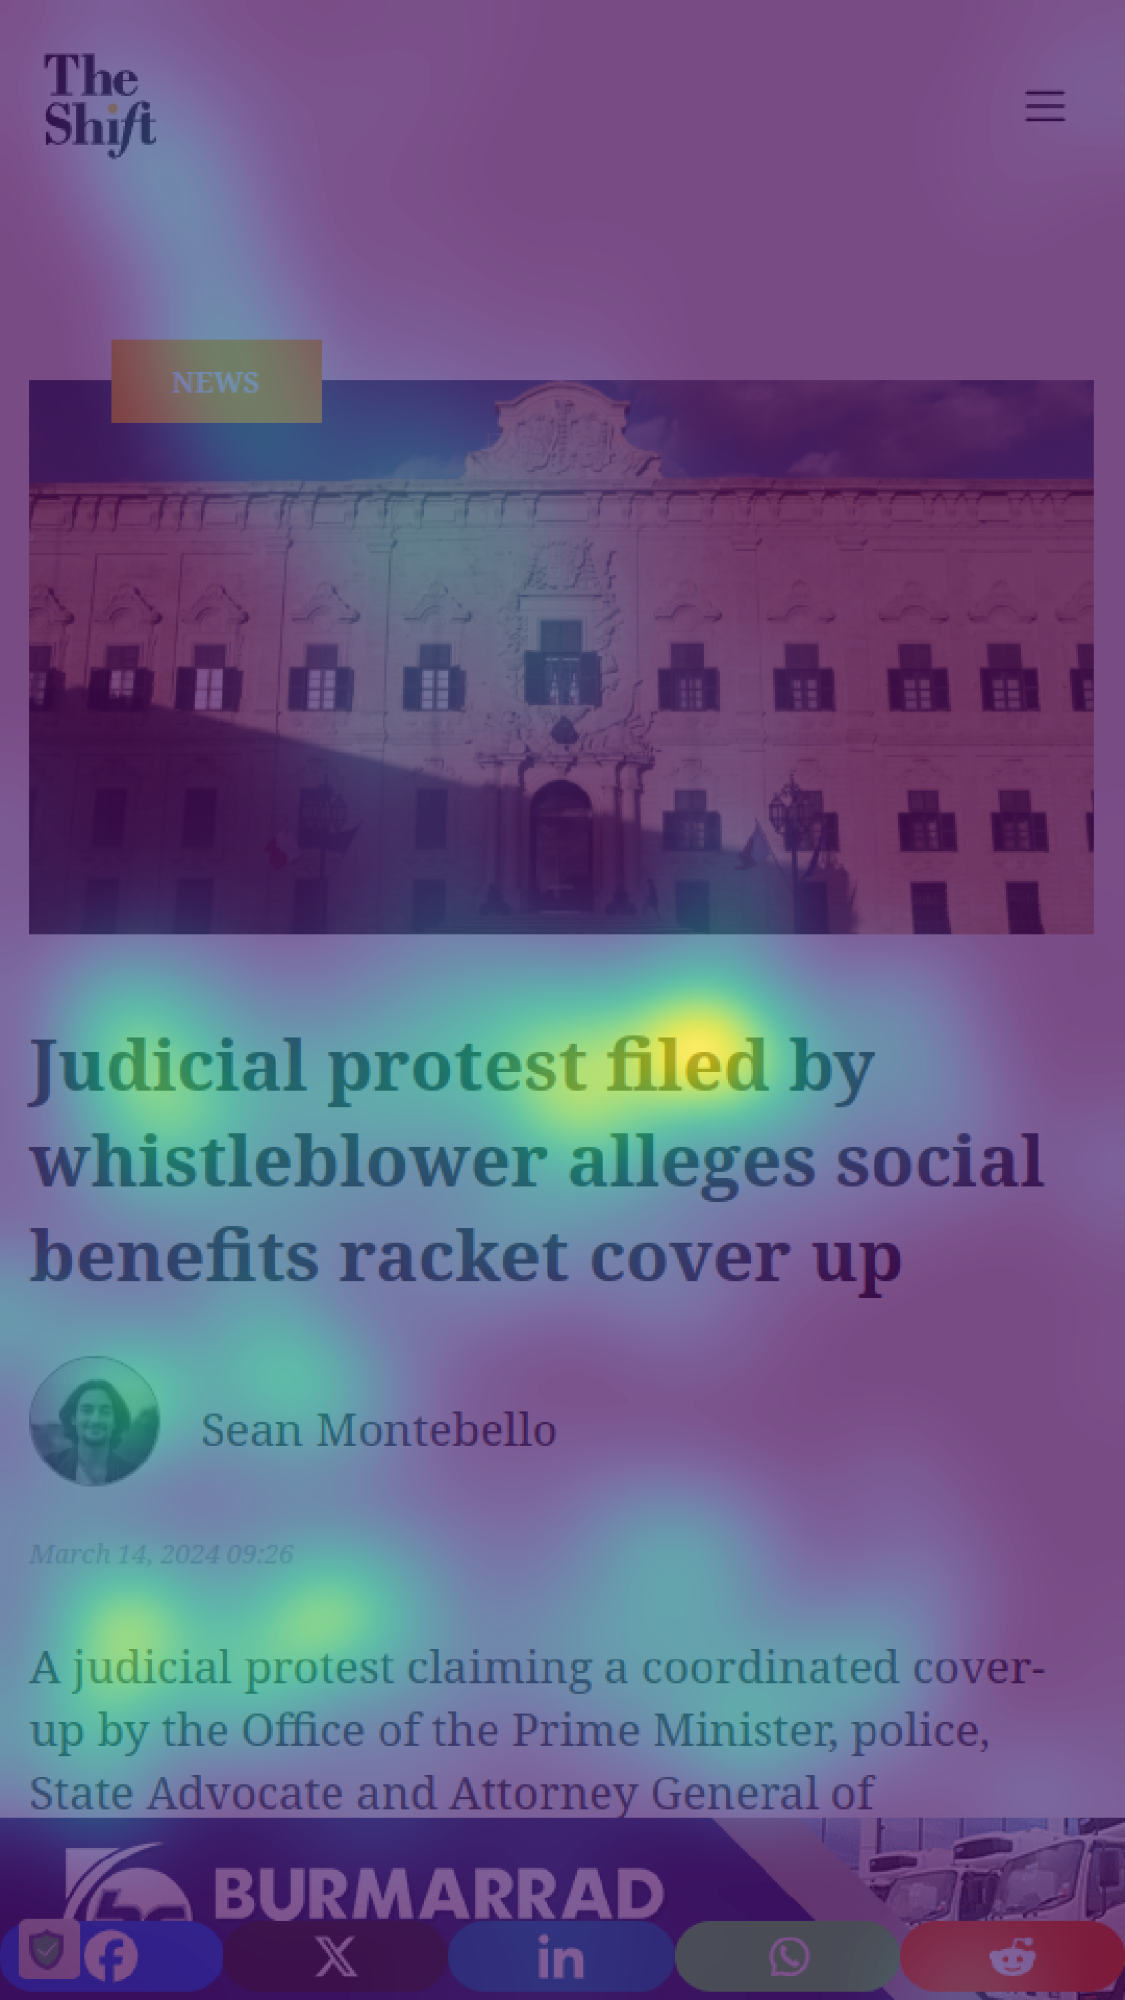 The
Shift
NEWS
Judicial protest filed by
whistleblower alleges social
benefits racket cover up
Sean Montebello
March 14, 2024 09:26
A judicial protest claiming a coordinated cover-
up by the Office of the Prime Minister, police,
State Advocate and Attorney General of
BURMARRAD